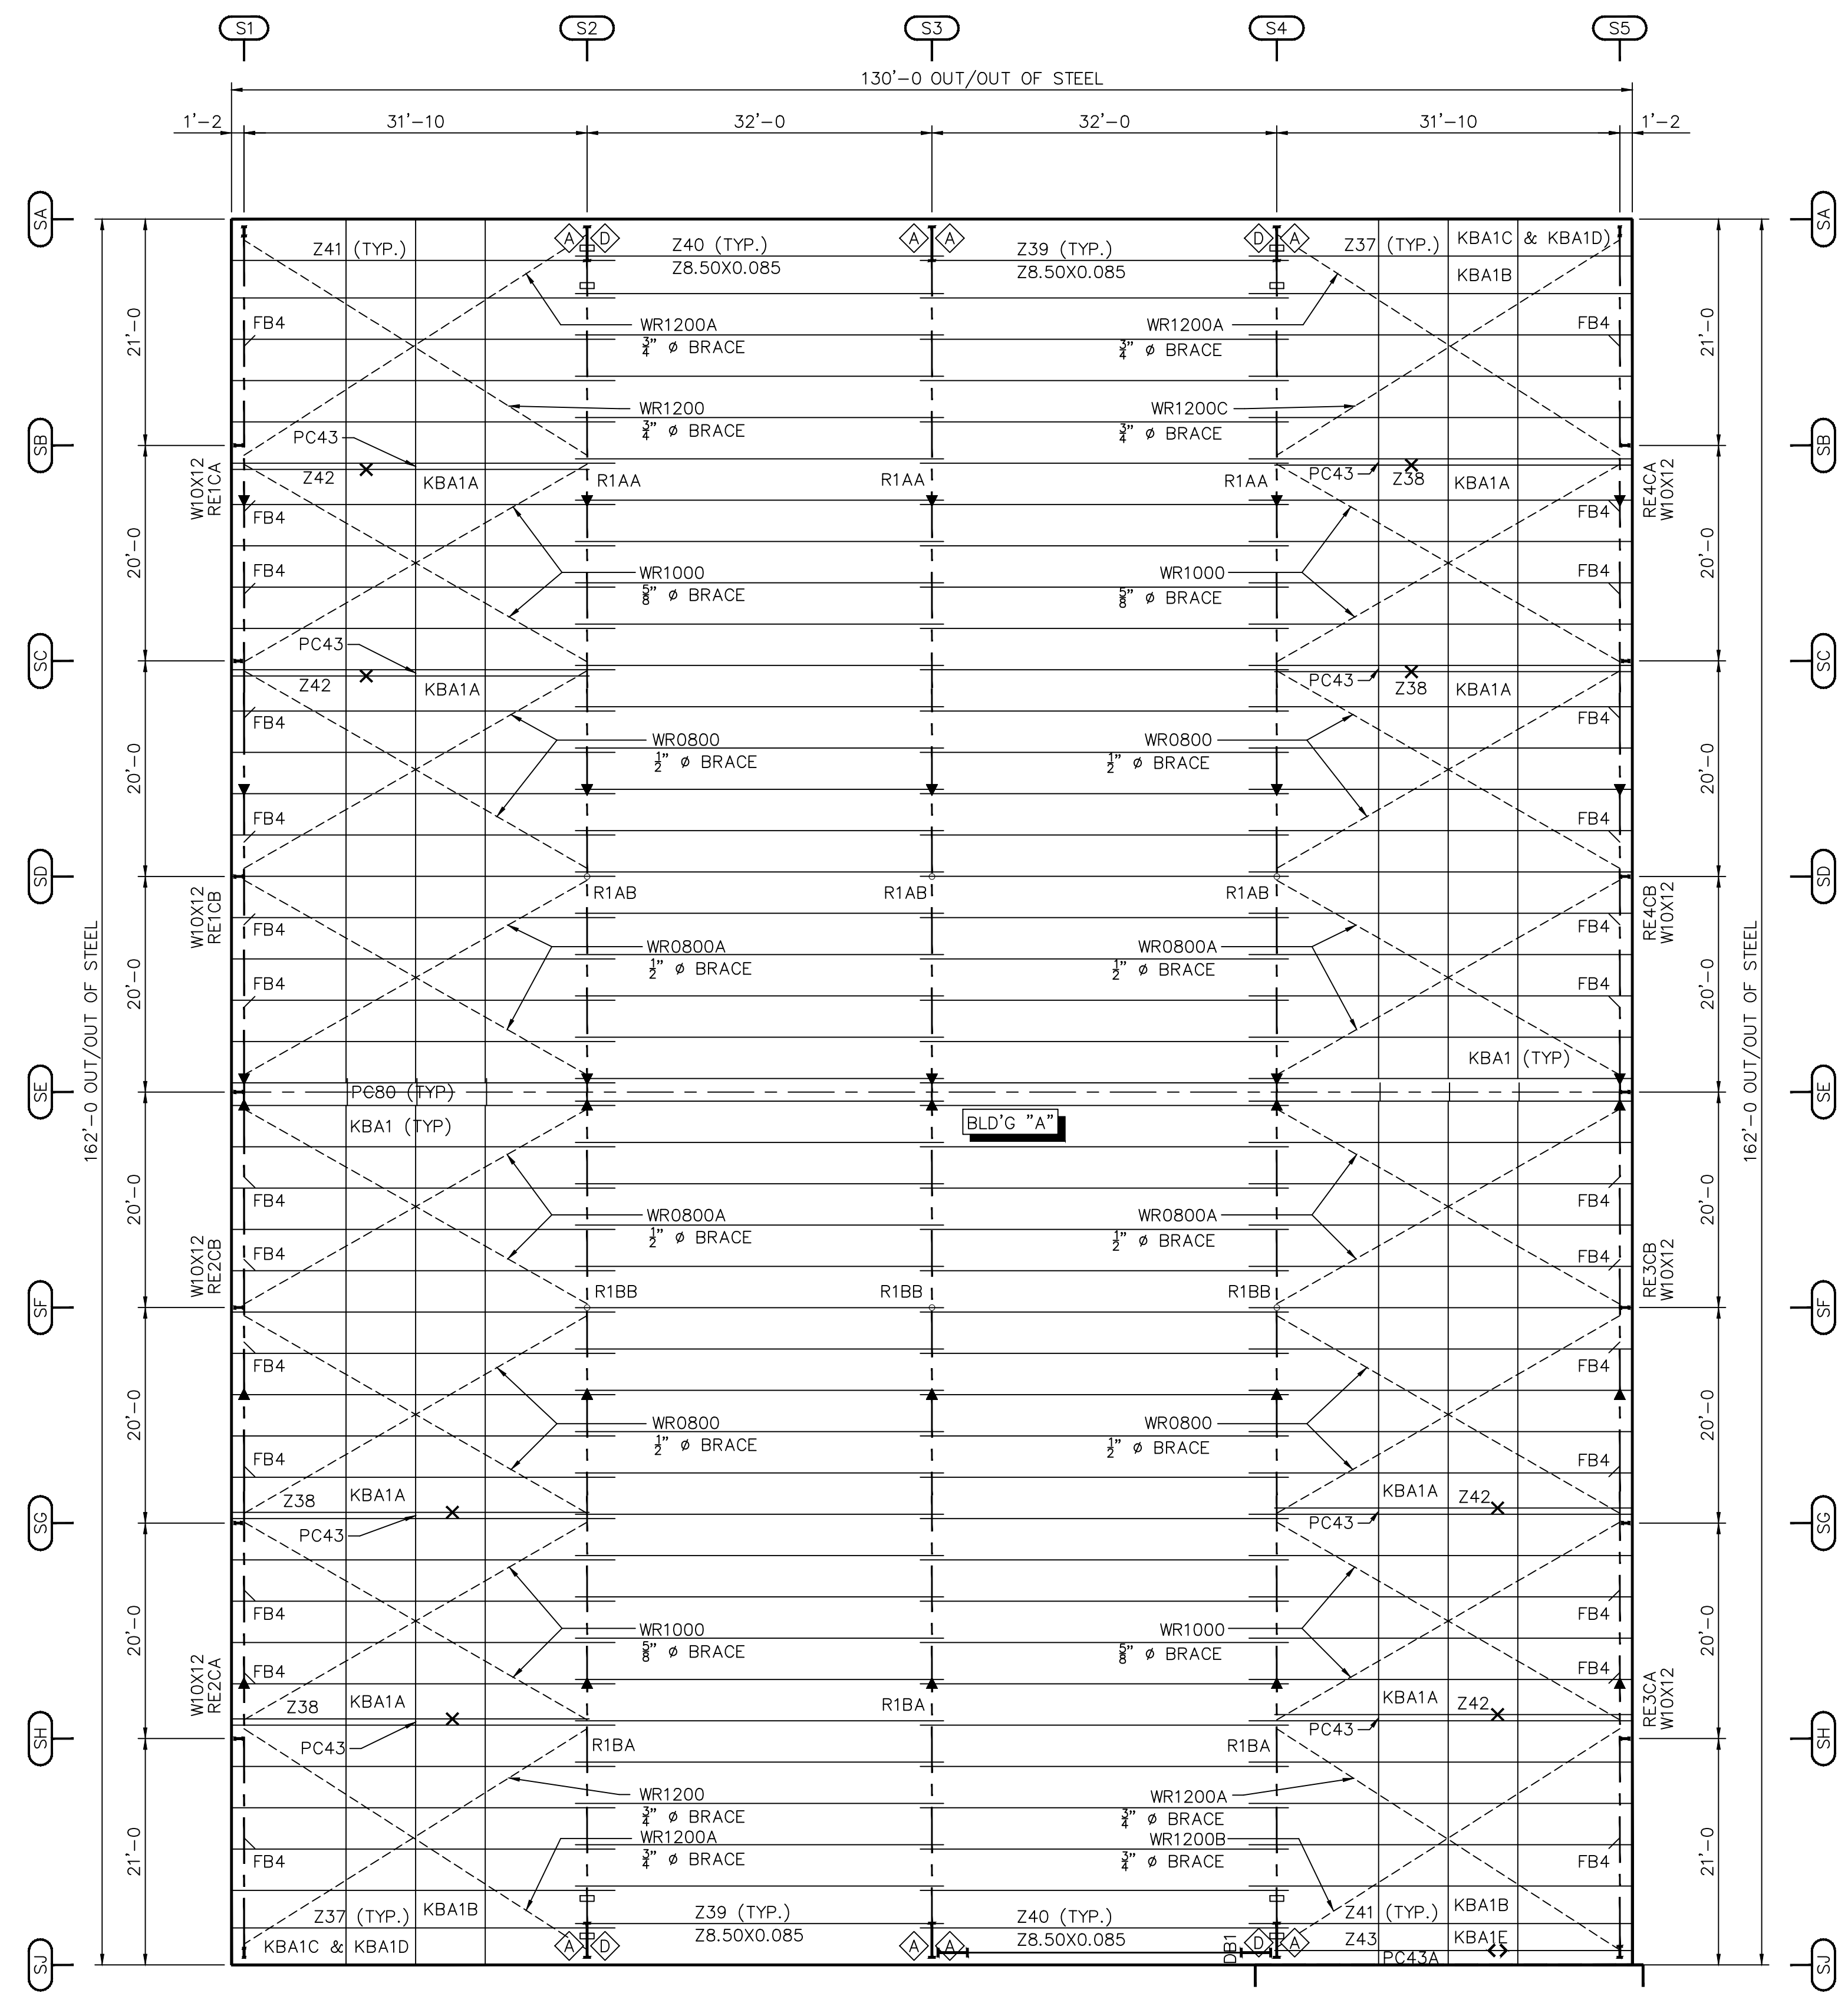 S1 S2 S3 S4 S5
130'-0 OUT/OUT OF STEEL
1'-2 31'-10 32'-0 32'-0 31'-10 1'-2
SA SA
Z41 (TYP.) A D Z40 (TYP.) A A Z39 (TYP.) D A Z37 (TYP.) KBA1C & KBA1D)
Z8.50X0.085 Z8.50X0.085 KBA1B
21'-0 FB4 WR1200A WR1200A FB4 21'-0
3/4" Ø BRACE 3/4" Ø BRACE
WR1200 WR1200C
3/4" Ø BRACE 3/4" Ø BRACE
SB PC43 SB
W10X12 Z42 KBA1A R1AA R1AA R1AA PC43 Z38 KBA1A RE4CA
RE1CA W10X12
FB4 FB4
20'-0 FB4 WR1000 WR1000 FB4 20'-0
5/8" Ø BRACE 5/8" Ø BRACE
SC PC43 SC
Z42 KBA1A PC43 Z38 KBA1A
FB4 FB4
20'-0 WR0800 WR0800 20'-0
1/2" Ø BRACE 1/2" Ø BRACE
FB4 FB4
SD SD
W10X12 R1AB R1AB R1AB RE4CB
RE1CB W10X12
FB4 FB4
WR0800A WR0800A
20'-0 1/2" Ø BRACE 1/2" Ø BRACE 20'-0
FB4 FB4
162'-0 OUT/OUT OF STEEL 162'-0 OUT/OUT OF STEEL
KBA1 (TYP)
SE PC80 (TYP) SE
KBA1 (TYP) BLD'G "A"
20'-0 FB4 FB4 20'-0
WR0800A WR0800A
1/2" Ø BRACE 1/2" Ø BRACE
W10X12 FB4 FB4 RE3CB
RE2CB W10X12
R1BB R1BB R1BB
SF SF
FB4 FB4
20'-0 WR0800 WR0800 20'-0
1/2" Ø BRACE 1/2" Ø BRACE
FB4 FB4
Z38 KBA1A KBA1A Z42
SG PC43 PC43 SG
FB4 FB4
20'-0 WR1000 WR1000 20'-0
5/8" Ø BRACE 5/8" Ø BRACE
W10X12 FB4 FB4 RE3CA
RE2CA W10X12
Z38 KBA1A R1BA KBA1A Z42
SH PC43 PC43 SH
R1BA R1BA
WR1200 WR1200A
3/4" Ø BRACE 3/4" Ø BRACE
21'-0 WR1200A WR1200B 21'-0
FB4 3/4" Ø BRACE 3/4" Ø BRACE FB4
Z37 (TYP.) KBA1B Z39 (TYP.) Z40 (TYP.) Z41 (TYP.) KBA1B
KBA1C & KBA1D A D Z8.50X0.085 A A Z8.50X0.085 DB1 D A Z43 KBA1E
SJ PC43A SJ